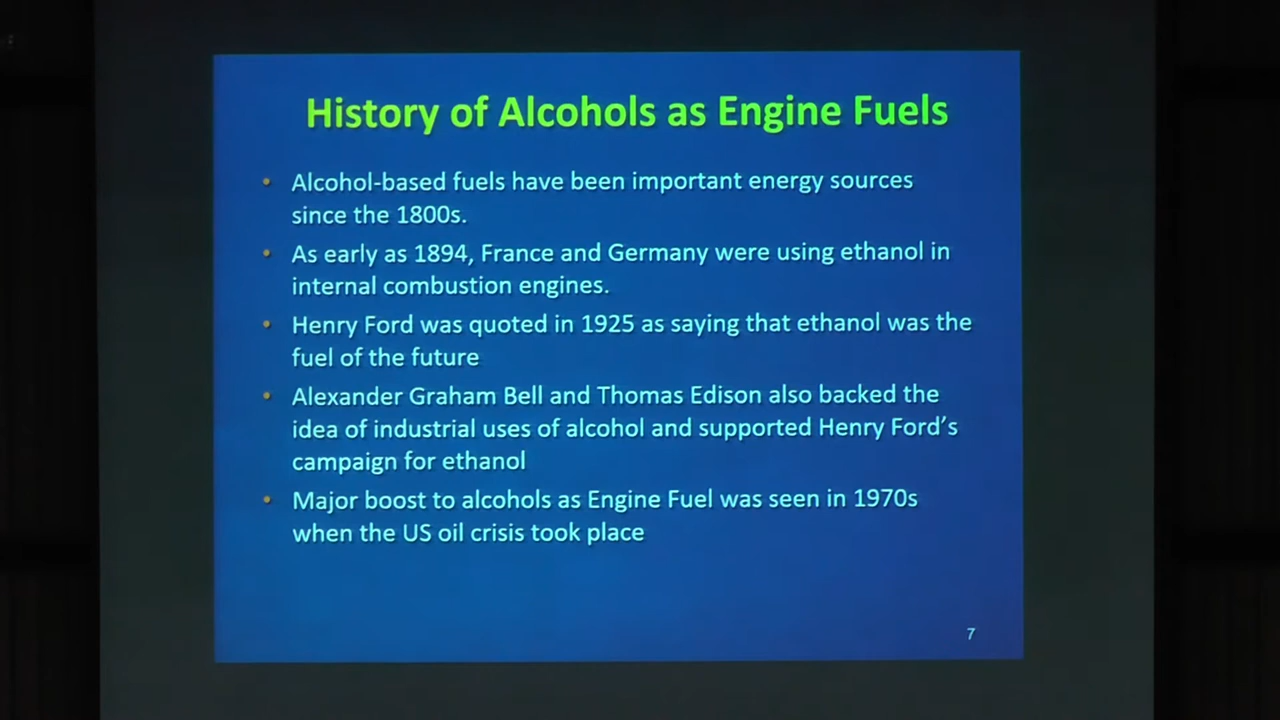 History of Alcohols as Engine Fuels
• Alcohol-based fuels have been important energy sources
since the 1800s.
• As early as 1894, France and Germany were using ethanol in
internal combustion engines.
• Henry Ford was quoted in 1925 as saying that ethanol was the
fuel of the future
• Alexander Graham Bell and Thomas Edison also backed the
idea of industrial uses of alcohol and supported Henry Ford’s
campaign for ethanol
• Major boost to alcohols as Engine Fuel was seen in 1970s
when the US oil crisis took place
7